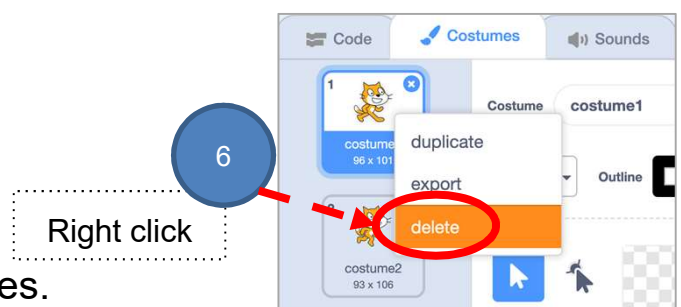 Code Costumes Sounds
1
Costume costume1
duplicate
costume
96 x 101
6
export
Outline
delete
Right click
costume2
93 x 106
es.